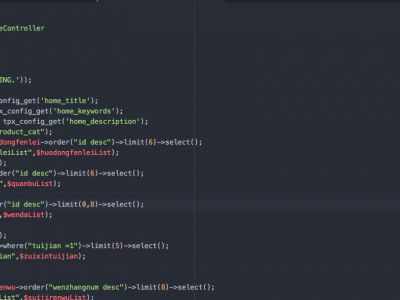 eController
ING.'));
onfig_get('home_title');
px_config_get('home_keywords');
tpx_config_get('home_description');
roduct_cat");
dongfenlei->order("id desc")->limit(6)->select();
leiList",$huodongfenleiList);
);
der("id desc")->limit(6)->select();
",$quanbuList);
r("id desc")->limit(0,8)->select();
,$wendaList);
);
>where("tuijian =1")->limit(5)->select();
ian",$zuixintuijian);
enwu->order("wenzhangnum desc")->limit(8)->select();
List",$suijirenwuList);